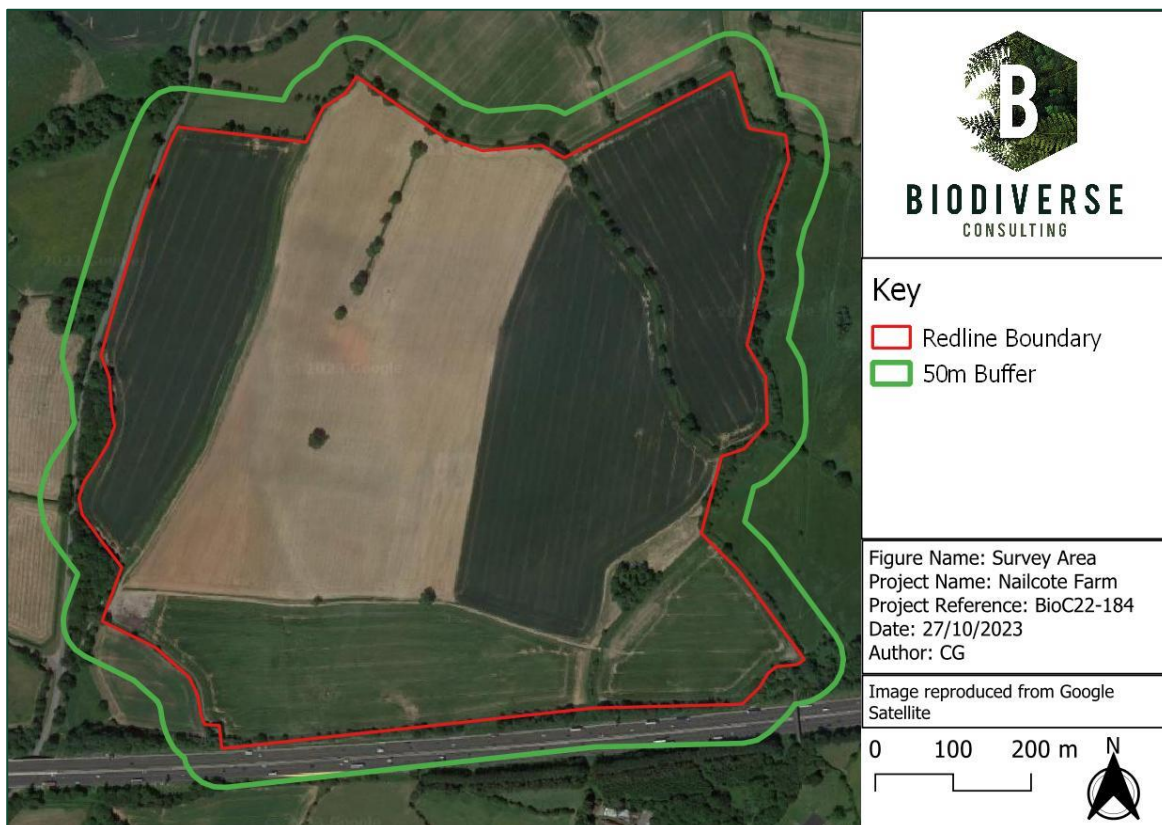 B
BIODIVERSE
CONSULTING
Key
Redline Boundary
50m Buffer
Figure Name: Survey Area
Project Name: Nailcote Farm
Project Reference: BioC22-184
Date: 27/10/2023
Author: CG
Image reproduced from Google
Satellite
0 100 200 m
N